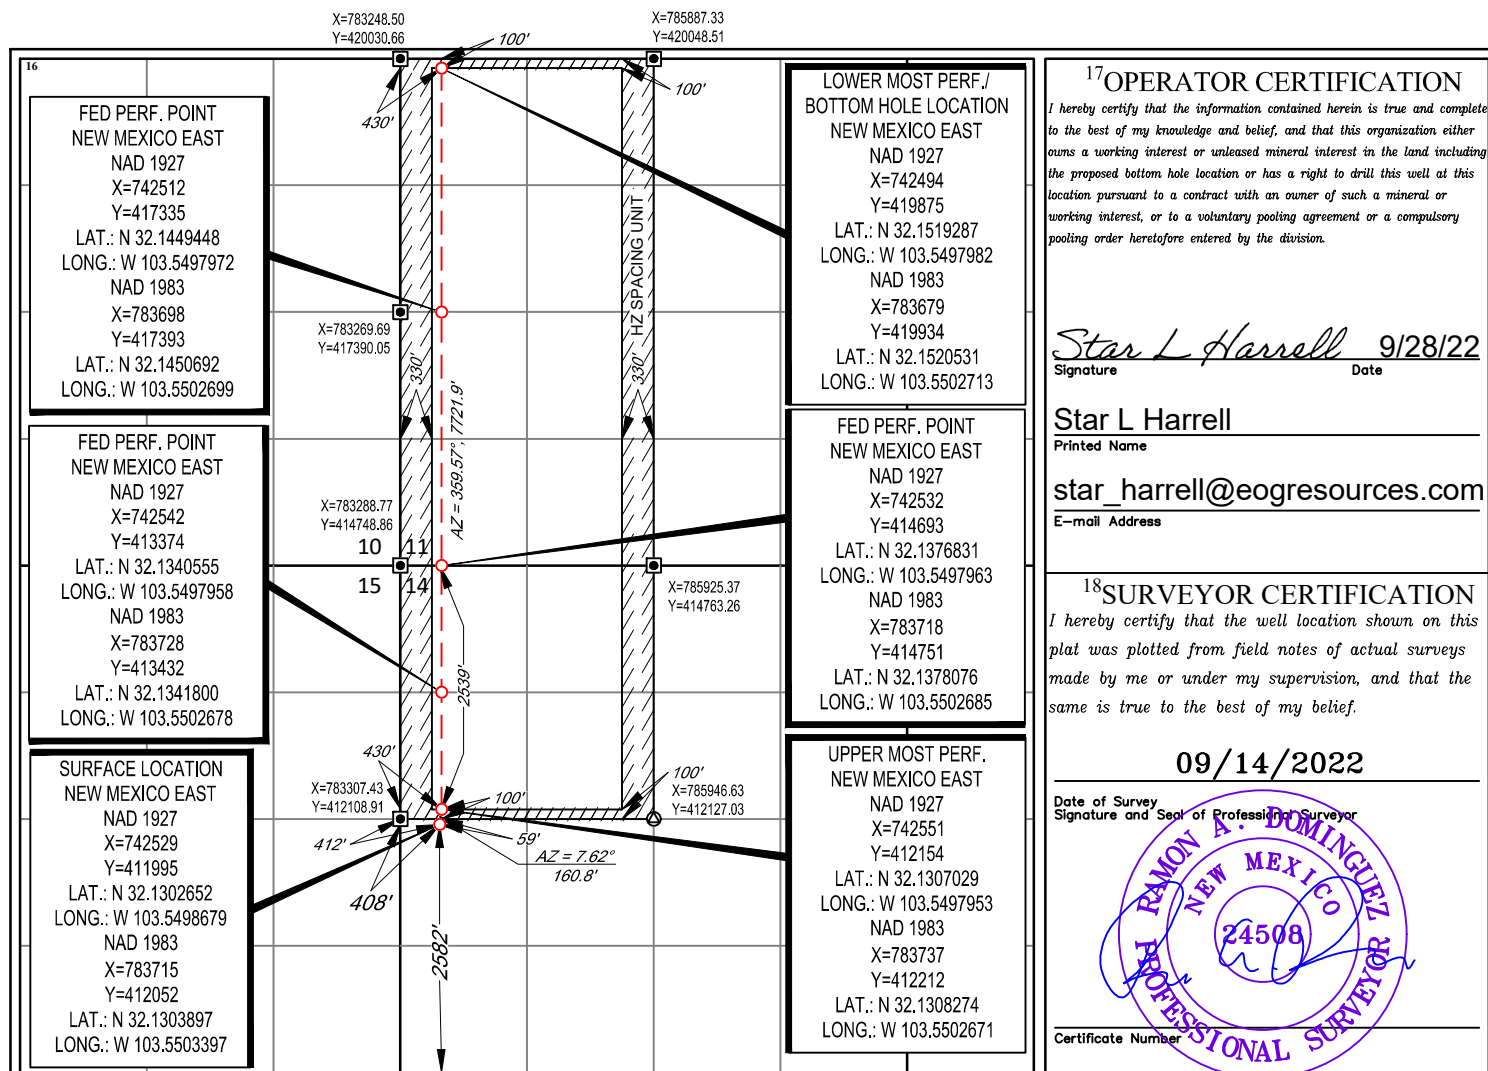 X=783248.50
Y=420030.66
X=785887.33
Y=420048.51
16
100'
100'
430'
FED PERF. POINT
NEW MEXICO EAST
NAD 1927
X=742512
Y=417335
LAT.: N 32.1449448
LONG.: W 103.5497972
NAD 1983
X=783698
Y=417393
LAT.: N 32.1450692
LONG.: W 103.5502699
LOWER MOST PERF./
BOTTOM HOLE LOCATION
NEW MEXICO EAST
NAD 1927
X=742494
Y=419875
LAT.: N 32.1519287
LONG.: W 103.5497982
NAD 1983
X=783679
Y=419934
LAT.: N 32.1520531
LONG.: W 103.5502713
HZ SPACING UNIT
X=783269.69
Y=417390.05
330'
330'
AZ = 359.57°, 7721.9'
FED PERF. POINT
NEW MEXICO EAST
NAD 1927
X=742542
Y=413374
LAT.: N 32.1340555
LONG.: W 103.5497958
NAD 1983
X=783728
Y=413432
LAT.: N 32.1341800
LONG.: W 103.5502678
FED PERF. POINT
NEW MEXICO EAST
NAD 1927
X=742532
Y=414693
LAT.: N 32.1376831
LONG.: W 103.5497963
NAD 1983
X=783718
Y=414751
LAT.: N 32.1378076
LONG.: W 103.5502685
X=783288.77
Y=414748.86
10 11
15 14
X=785925.37
Y=414763.26
2539'
SURFACE LOCATION
NEW MEXICO EAST
NAD 1927
X=742529
Y=411995
LAT.: N 32.1302652
LONG.: W 103.5498679
NAD 1983
X=783715
Y=412052
LAT.: N 32.1303897
LONG.: W 103.5503397
430'
X=783307.43
Y=412108.91
100'
100'
X=785946.63
Y=412127.03
412'
59'
AZ = 7.62°
160.8'
408'
2582'
UPPER MOST PERF.
NEW MEXICO EAST
NAD 1927
X=742551
Y=412154
LAT.: N 32.1307029
LONG.: W 103.5497953
NAD 1983
X=783737
Y=412212
LAT.: N 32.1308274
LONG.: W 103.5502671
17OPERATOR CERTIFICATION
I hereby certify that the information contained herein is true and complete
to the best of my knowledge and belief, and that this organization either
owns a working interest or unleased mineral interest in the land including
the proposed bottom hole location or has a right to drill this well at this
location pursuant to a contract with an owner of such a mineral or
working interest, or to a voluntary pooling agreement or a compulsory
pooling order heretofore entered by the division.
Star L Harrell 9/28/22
Signature Date
Star L Harrell
Printed Name
star_harrell@eogresources.com
E-mail Address
18SURVEYOR CERTIFICATION
I hereby certify that the well location shown on this
plat was plotted from field notes of actual surveys
made by me or under my supervision, and that the
same is true to the best of my belief.
09/14/2022
Date of Survey
Signature and Seal of Professional Surveyor
RAMON A. DOMINGUEZ
NEW MEXICO
24508
PROFESSIONAL SURVEYOR
Certificate Number